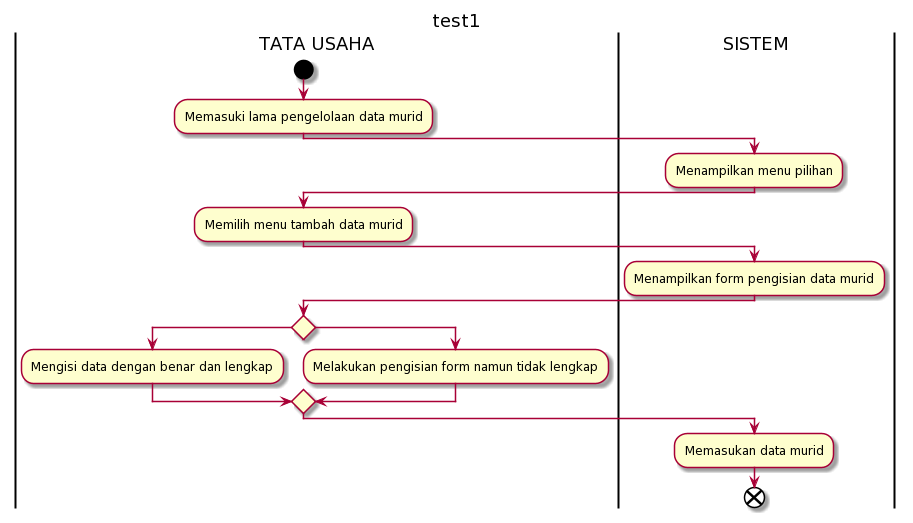 test1
TATA USAHA
SISTEM
Memasuki lama pengelolaan data murid
Menampilkan menu pilihan
Memilih menu tambah data murid
Menampilkan form pengisian data murid
Mengisi data dengan benar dan lengkap
Melakukan pengisian form namun tidak lengkap
Memasukan data murid